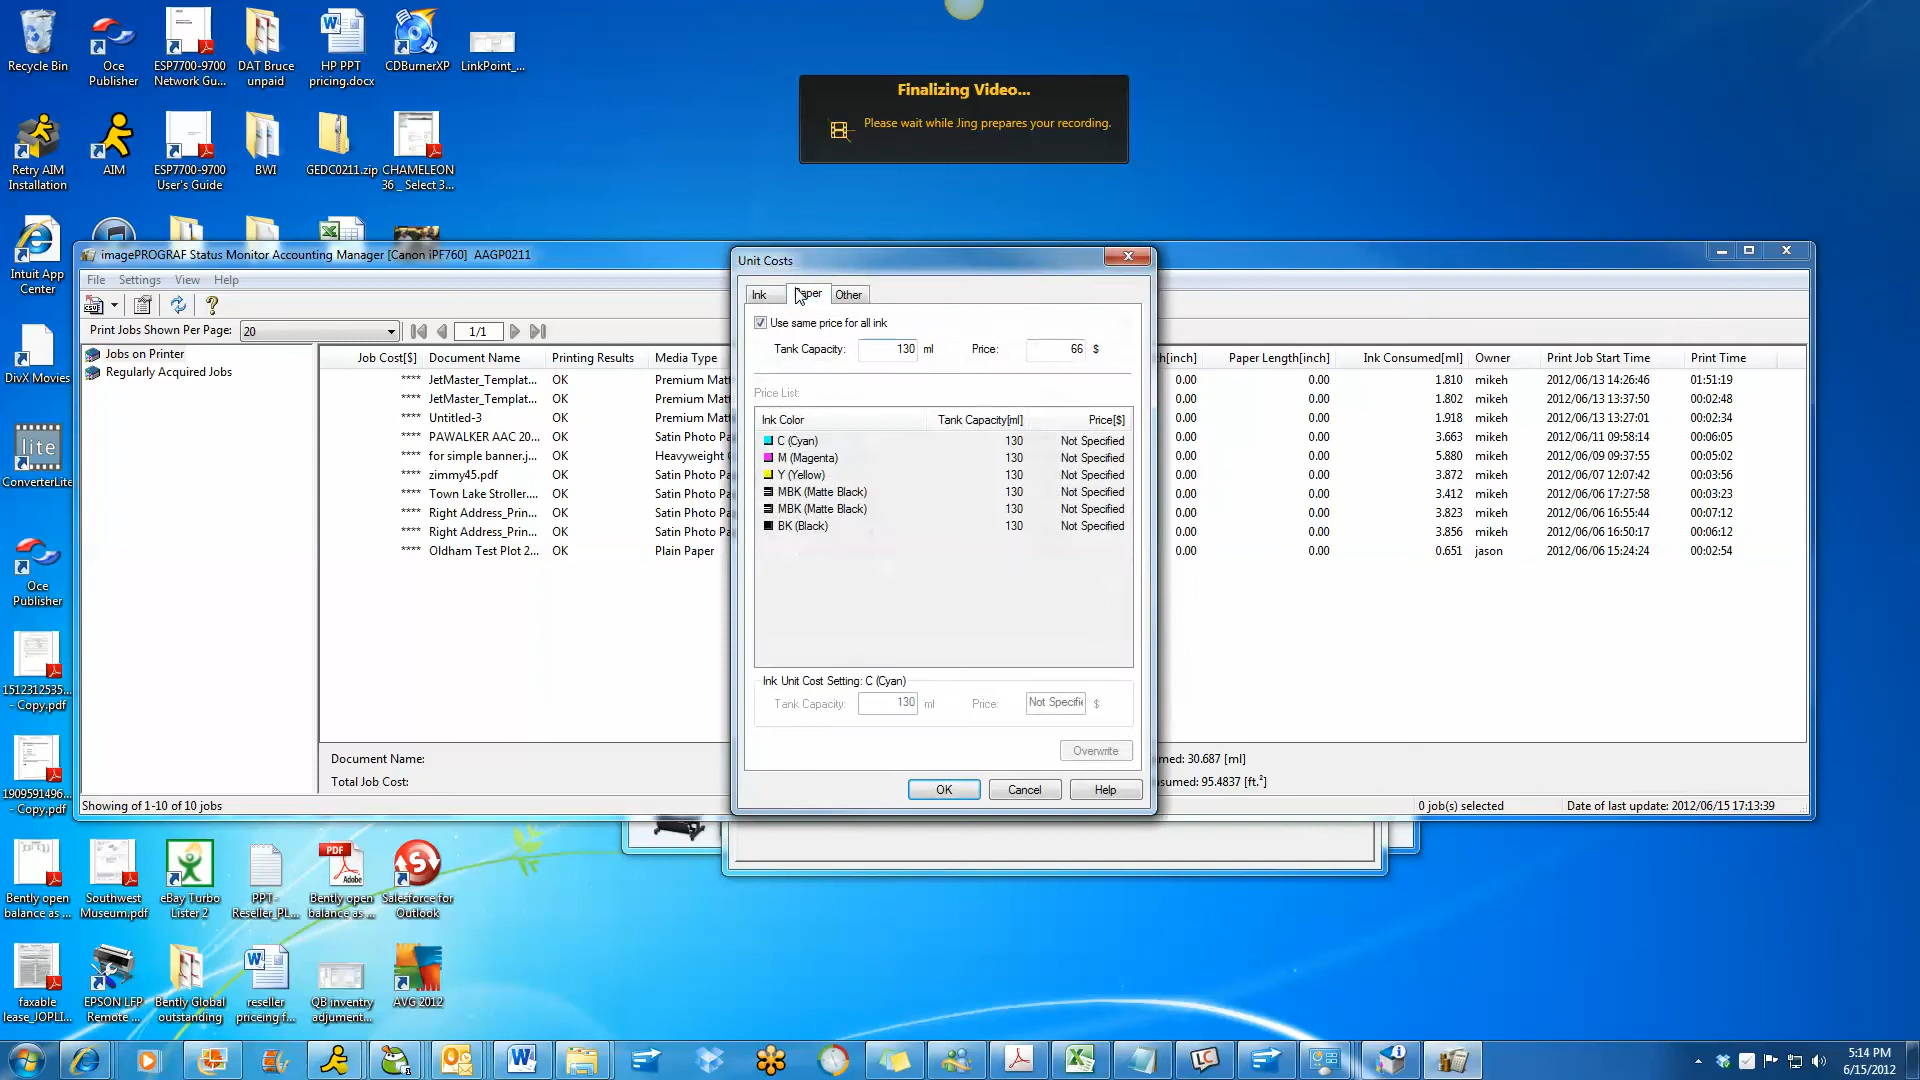 Recycle Bin
Oce
Publisher
ESP7700-9700
Network Gu...
DAT Bruce
unpaid
HP PPT
pricing.docx
CDBurnerXP
LinkPoint_...
Finalizing Video...
Please wait while Jing prepares your recording.
Retry AIM
Installation
AIM
ESP7700-9700
User's Guide
BWI
GEDC0211.zip
CHAMELEON
36 _ Select 3...
Intuit App
Center
DivX Movies
lite
ConverterLite
Oce
Publisher
1512312535...
- Copy.pdf
1909591496...
- Copy.pdf
imagePROGRAF Status Monitor Accounting Manager [Canon iPF760] AAGP0211
File Settings View Help
Print Jobs Shown Per Page: 20 1/1
Jobs on Printer
Regularly Acquired Jobs
Job Cost[$] Document Name Printing Results Media Type
**** JetMaster_Templat... OK Premium Matt
**** JetMaster_Templat... OK Premium Matt
**** Untitled-3 OK Premium Matt
**** PAWALKER AAC 20... OK Satin Photo Pa
**** for simple banner.j... OK Heavyweight
**** zimmy45.pdf OK Satin Photo Pa
**** Town Lake Stroller.... OK Satin Photo Pa
**** Right Address_Prin... OK Satin Photo Pa
**** Right Address_Prin... OK Satin Photo Pa
**** Oldham Test Plot 2... OK Plain Paper
Document Name:
Total Job Cost:
Showing of 1-10 of 10 jobs
Unit Costs
Ink Paper Other
Use same price for all ink
Tank Capacity: 130 ml Price: 66 $
Price List:
Ink Color Tank Capacity[ml] Price[$]
C (Cyan) 130 Not Specified
M (Magenta) 130 Not Specified
Y (Yellow) 130 Not Specified
MBK (Matte Black) 130 Not Specified
MBK (Matte Black) 130 Not Specified
BK (Black) 130 Not Specified
Ink Unit Cost Setting: C (Cyan)
Tank Capacity: 130 ml Price: Not Specifi $
Overwrite
OK Cancel Help
th[inch] Paper Length[inch] Ink Consumed[ml] Owner Print Job Start Time Print Time
0.00 0.00 1.810 mikeh 2012/06/13 14:26:46 01:51:19
0.00 0.00 1.802 mikeh 2012/06/13 13:37:50 00:02:48
0.00 0.00 1.918 mikeh 2012/06/13 13:27:01 00:02:34
0.00 0.00 3.663 mikeh 2012/06/11 09:58:14 00:06:05
0.00 0.00 5.880 mikeh 2012/06/09 09:37:55 00:05:02
0.00 0.00 3.872 mikeh 2012/06/07 12:07:42 00:03:56
0.00 0.00 3.412 mikeh 2012/06/06 17:27:58 00:03:23
0.00 0.00 3.823 mikeh 2012/06/06 16:55:44 00:07:12
0.00 0.00 3.856 mikeh 2012/06/06 16:50:17 00:06:12
0.00 0.00 0.651 jason 2012/06/06 15:24:24 00:02:54
med: 30.687 [ml]
sumed: 95.4837 [ft.²]
0 job(s) selected
Date of last update: 2012/06/15 17:13:39
Bently open
balance as ...
Southwest
Museum.pdf
eBay Turbo
Lister 2
PPT-
Reseller_PL...
PDF
Adobe
Bently open
balance as ...
Salesforce for
Outlook
faxable
lease_JOPLI...
EPSON LFP
Remote ...
Bently Global
outstanding
reseller
priceing f...
QB inventry
adjument...
AVG 2012
5:14 PM
6/15/2012